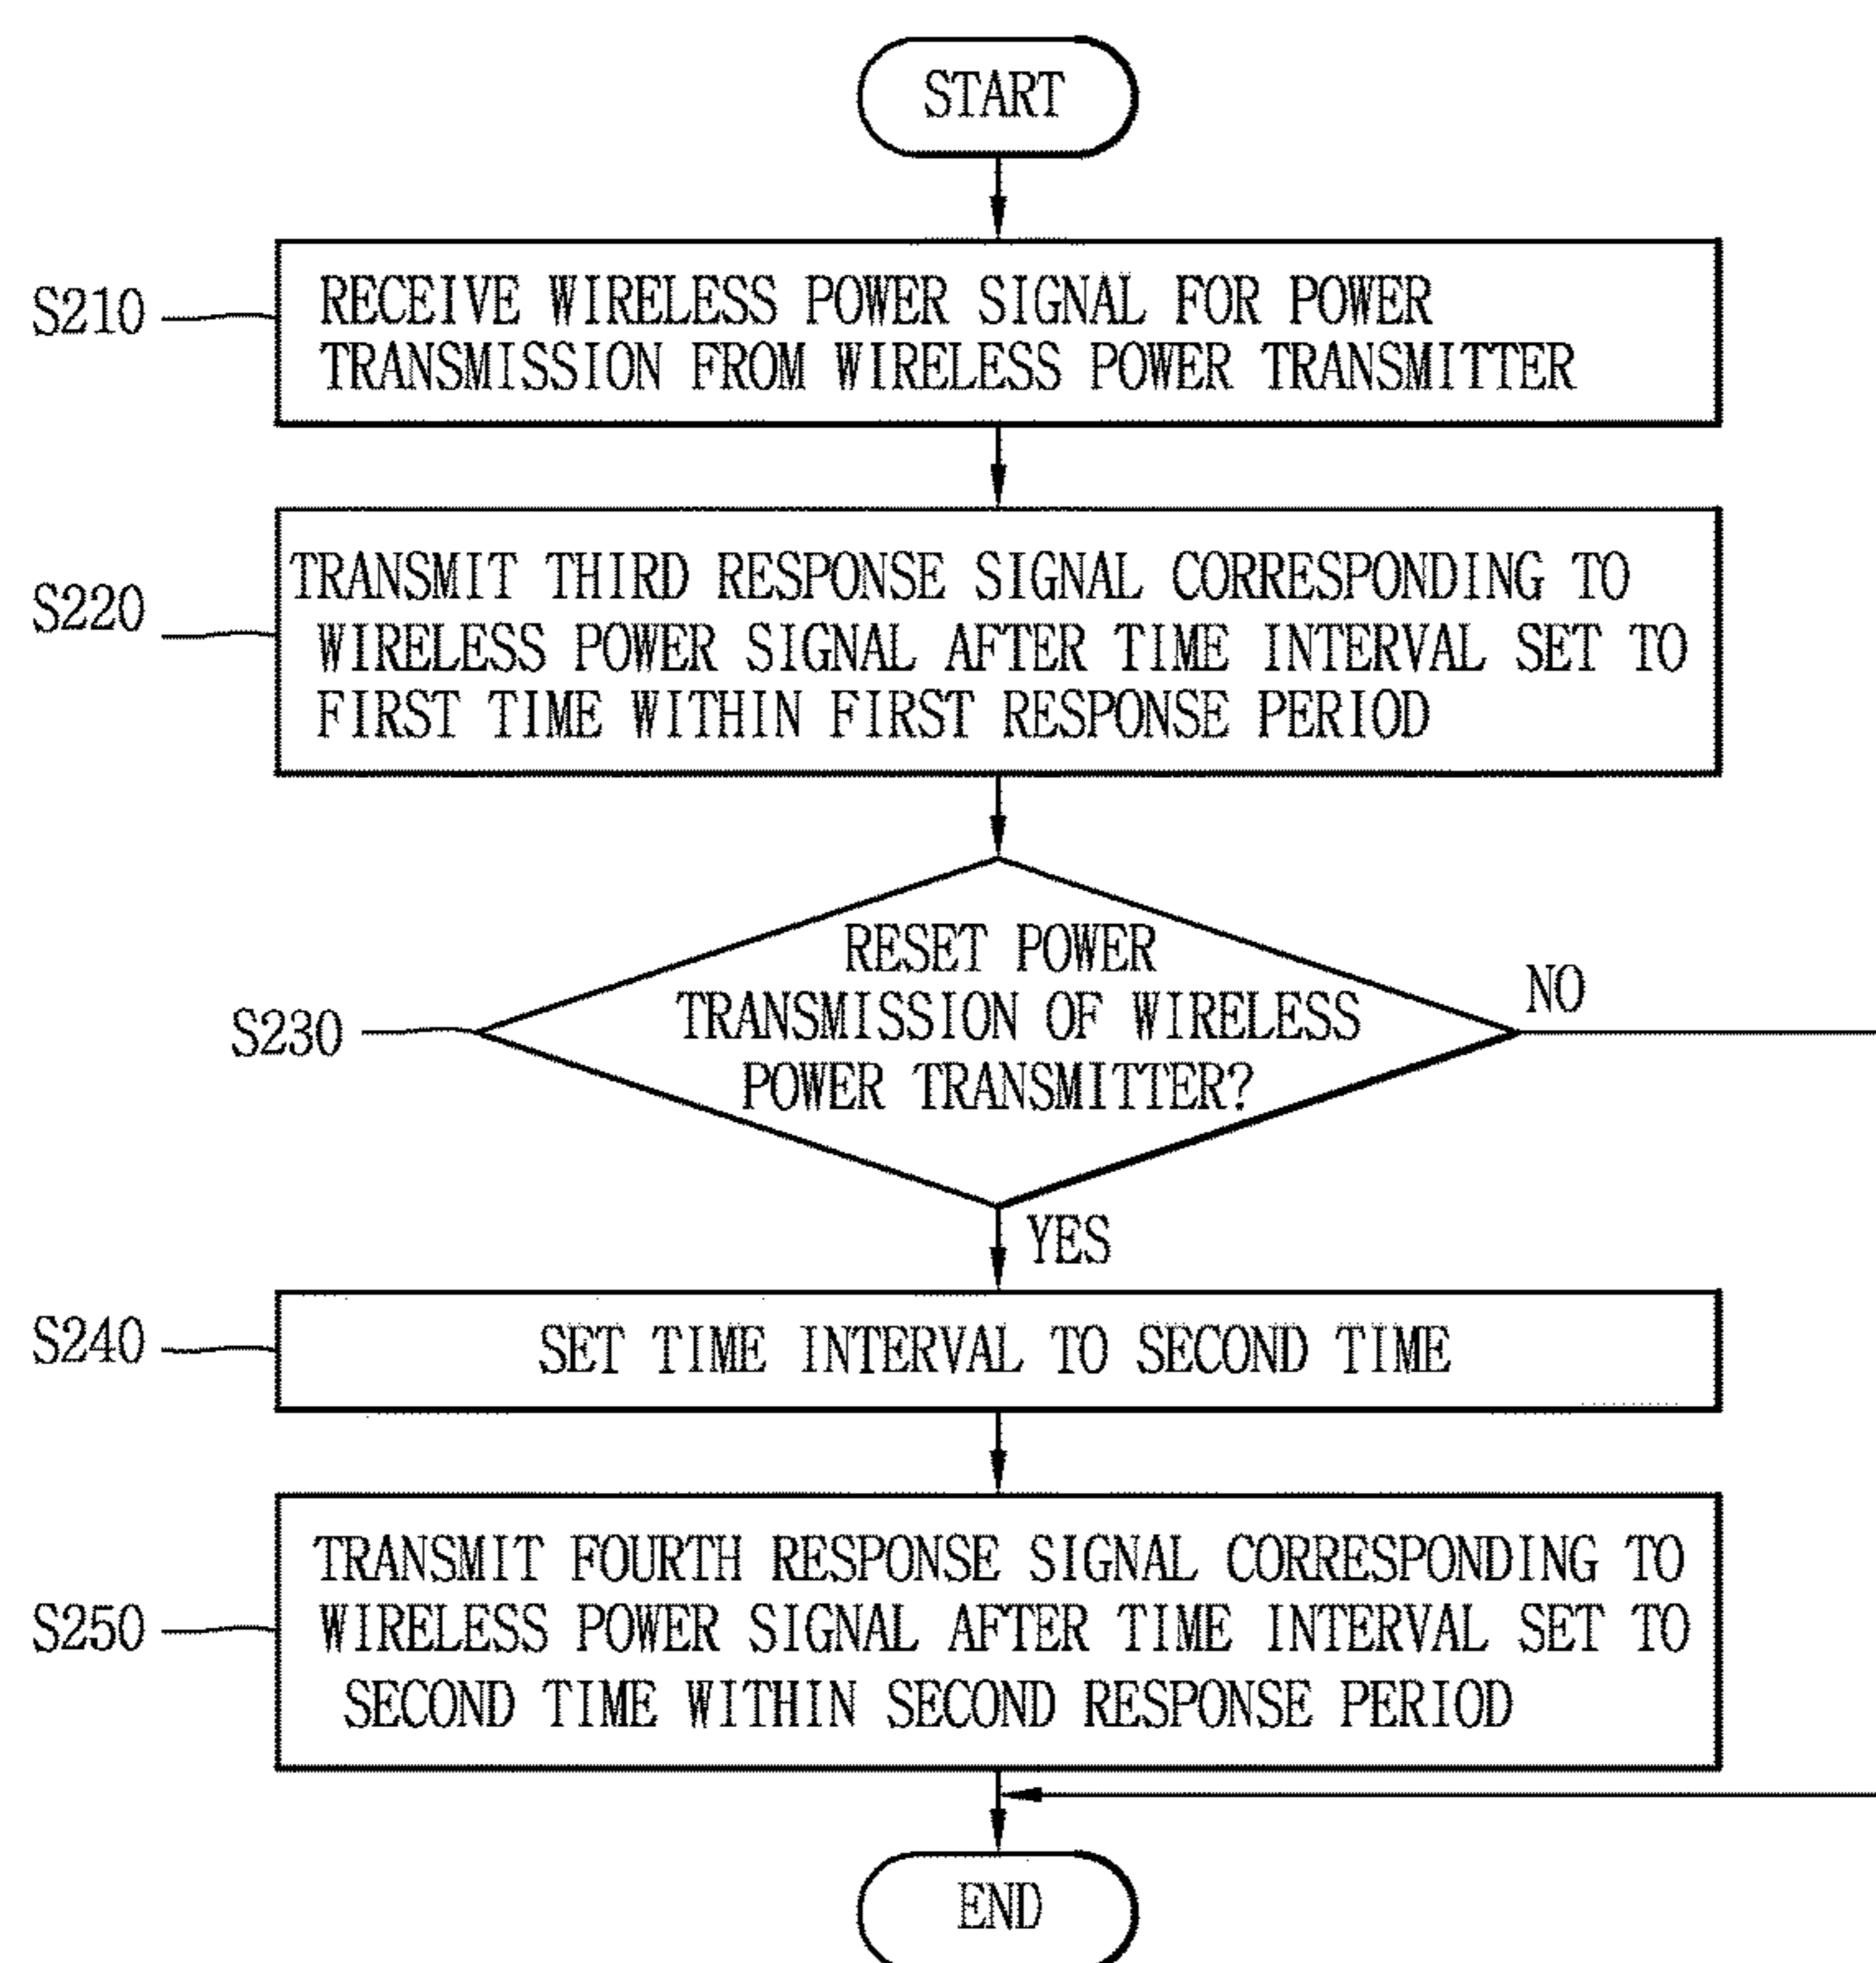 START
S210
RECEIVE WIRELESS POWER SIGNAL FOR POWER
TRANSMISSION FROM WIRELESS POWER TRANSMITTER
S220
TRANSMIT THIRD RESPONSE SIGNAL CORRESPONDING TO
WIRELESS POWER SIGNAL AFTER TIME INTERVAL SET TO
FIRST TIME WITHIN FIRST RESPONSE PERIOD
S230
RESET POWER
TRANSMISSION OF WIRELESS
POWER TRANSMITTER?
NO
YES
S240
SET TIME INTERVAL TO SECOND TIME
S250
TRANSMIT FOURTH RESPONSE SIGNAL CORRESPONDING TO
WIRELESS POWER SIGNAL AFTER TIME INTERVAL SET TO
SECOND TIME WITHIN SECOND RESPONSE PERIOD
END